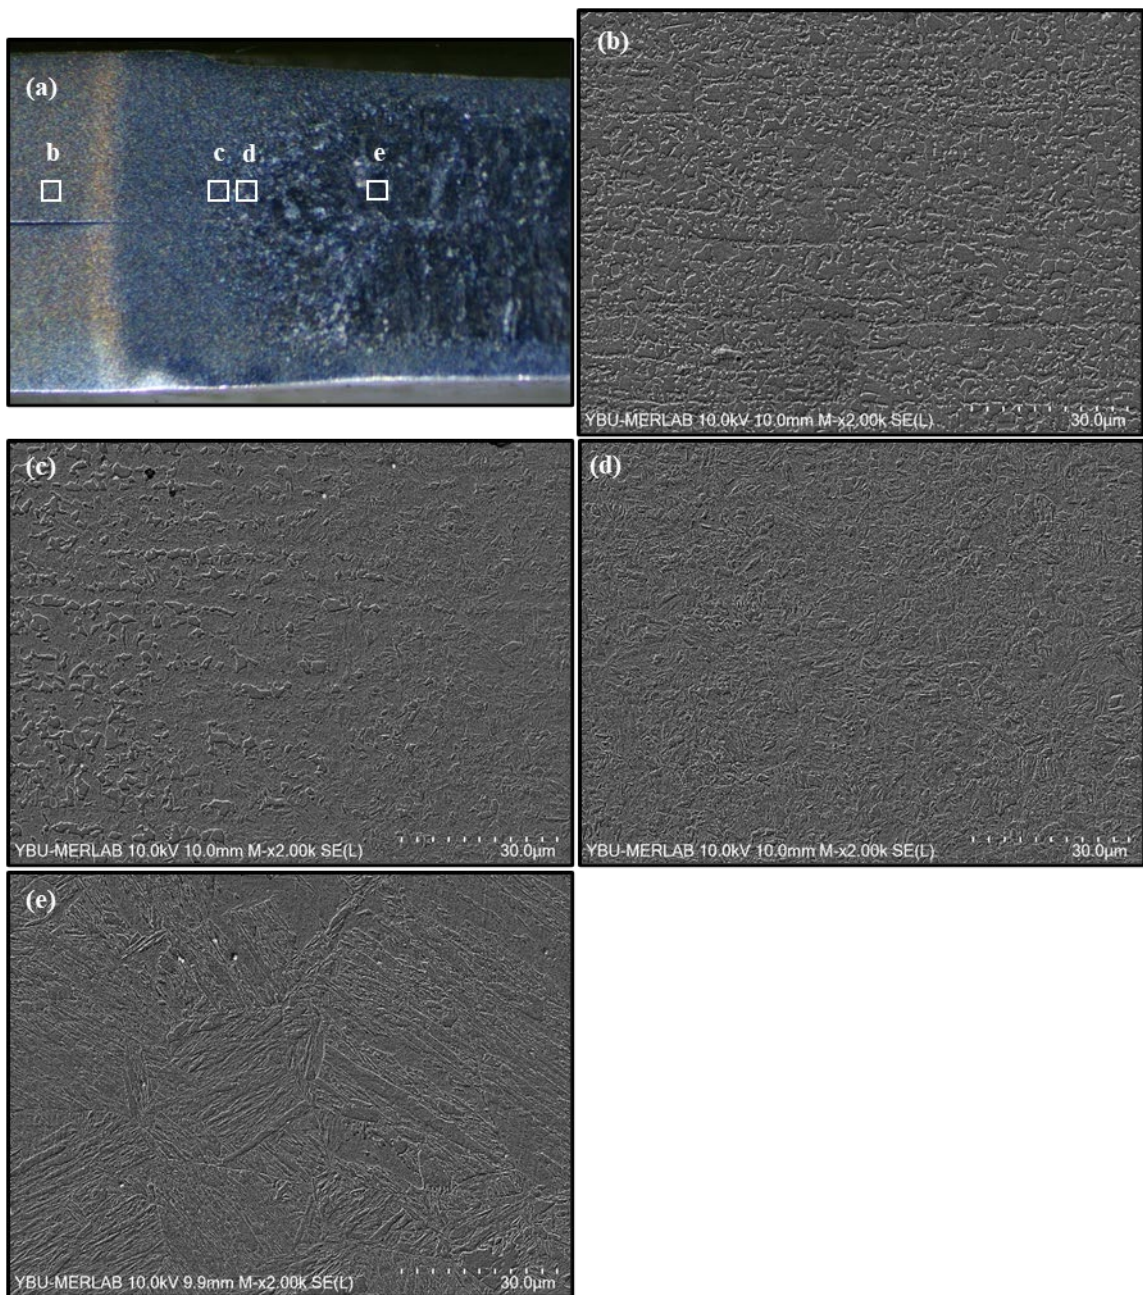 (a)
b
c d
e
(b)
YBU-MERLAB 10.0kV 10.0mm M-x2.00k SE(L)
30.0µm
(c)
YBU-MERLAB 10.0kV 10.0mm M-x2.00k SE(L)
30.0µm
(d)
YBU-MERLAB 10.0kV 10.0mm M-x2.00k SE(L)
30.0µm
(e)
YBU-MERLAB 10.0kV 9.9mm M-x2.00k SE(L)
30.0µm